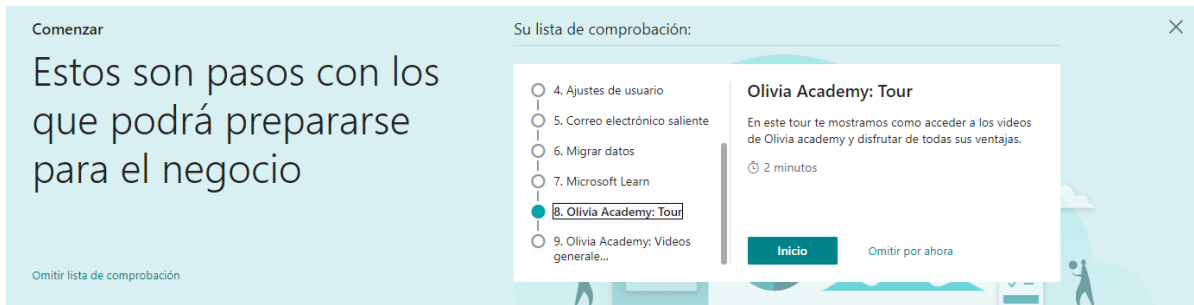 Comenzar
Estos son pasos con los
que podrá prepararse
para el negocio
Omitir lista de comprobación
Su lista de comprobación:
4. Ajustes de usuario
5. Correo electrónico saliente
6. Migrar datos
7. Microsoft Learn
8. Olivia Academy: Tour
9. Olivia Academy: Videos
generale...
Olivia Academy: Tour
En este tour te mostramos como acceder a los videos
de Olivia academy y disfrutar de todas sus ventajas.
2 minutos
Inicio
Omitir por ahora